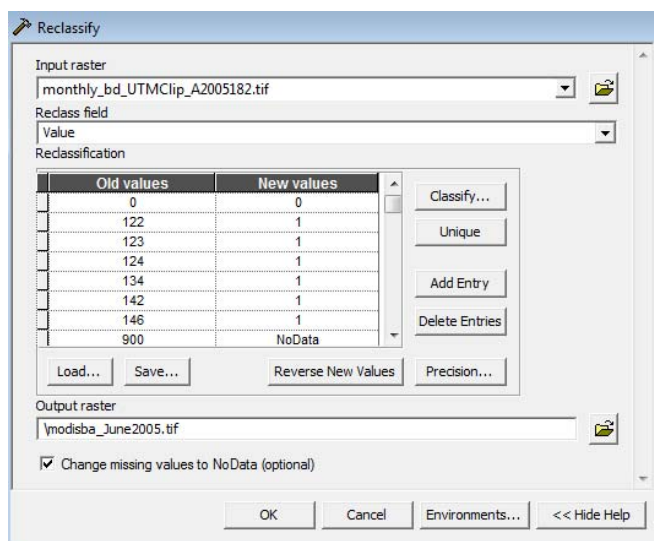 Reclassify
Input raster
monthly_bd_UTMClip_A2005182.tif
Reclass field
Value
Reclassification
Old values New values
0 0
122 1
123 1
124 1
134 1
142 1
146 1
900 NoData
Classify...
Unique
Add Entry
Delete Entries
Load... Save... Reverse New Values Precision...
Output raster
\modisba_June2005.tif
Change missing values to NoData (optional)
OK Cancel Environments... << Hide Help